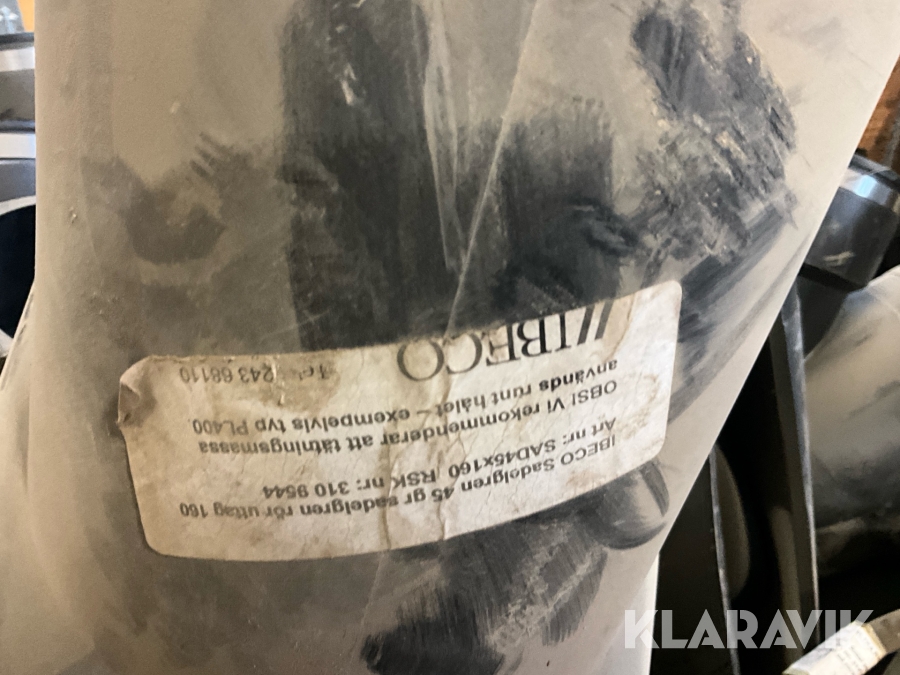 IBECO Sadelgren 45 gr sadelgren rör uttag 160
Art nr: SAD45x160 RSK nr: 310 9544
OBS! Vi rekommenderar att tätningsmassa
används runt hålet – exempelvis typ PL400.
IBECO
243 68110
KLARAVIK